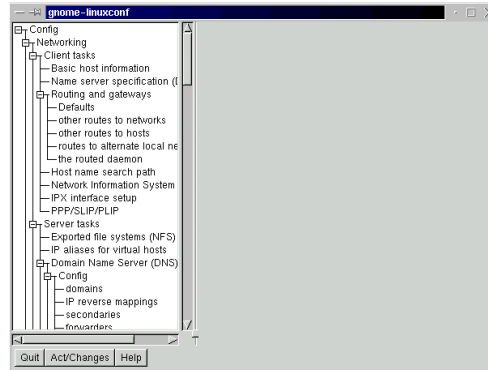 gnome-linuxconf
Config
Networking
Client tasks
Basic host information
Name server specification (D
Routing and gateways
Defaults
other routes to networks
other routes to hosts
routes to alternate local ne
the routed daemon
Host name search path
Network Information System
IPX interface setup
PPP/SLIP/PLIP
Server tasks
Exported file systems (NFS)
IP aliases for virtual hosts
Domain Name Server (DNS)
Config
domains
IP reverse mappings
secondaries
forwarders
Quit Act/Changes Help